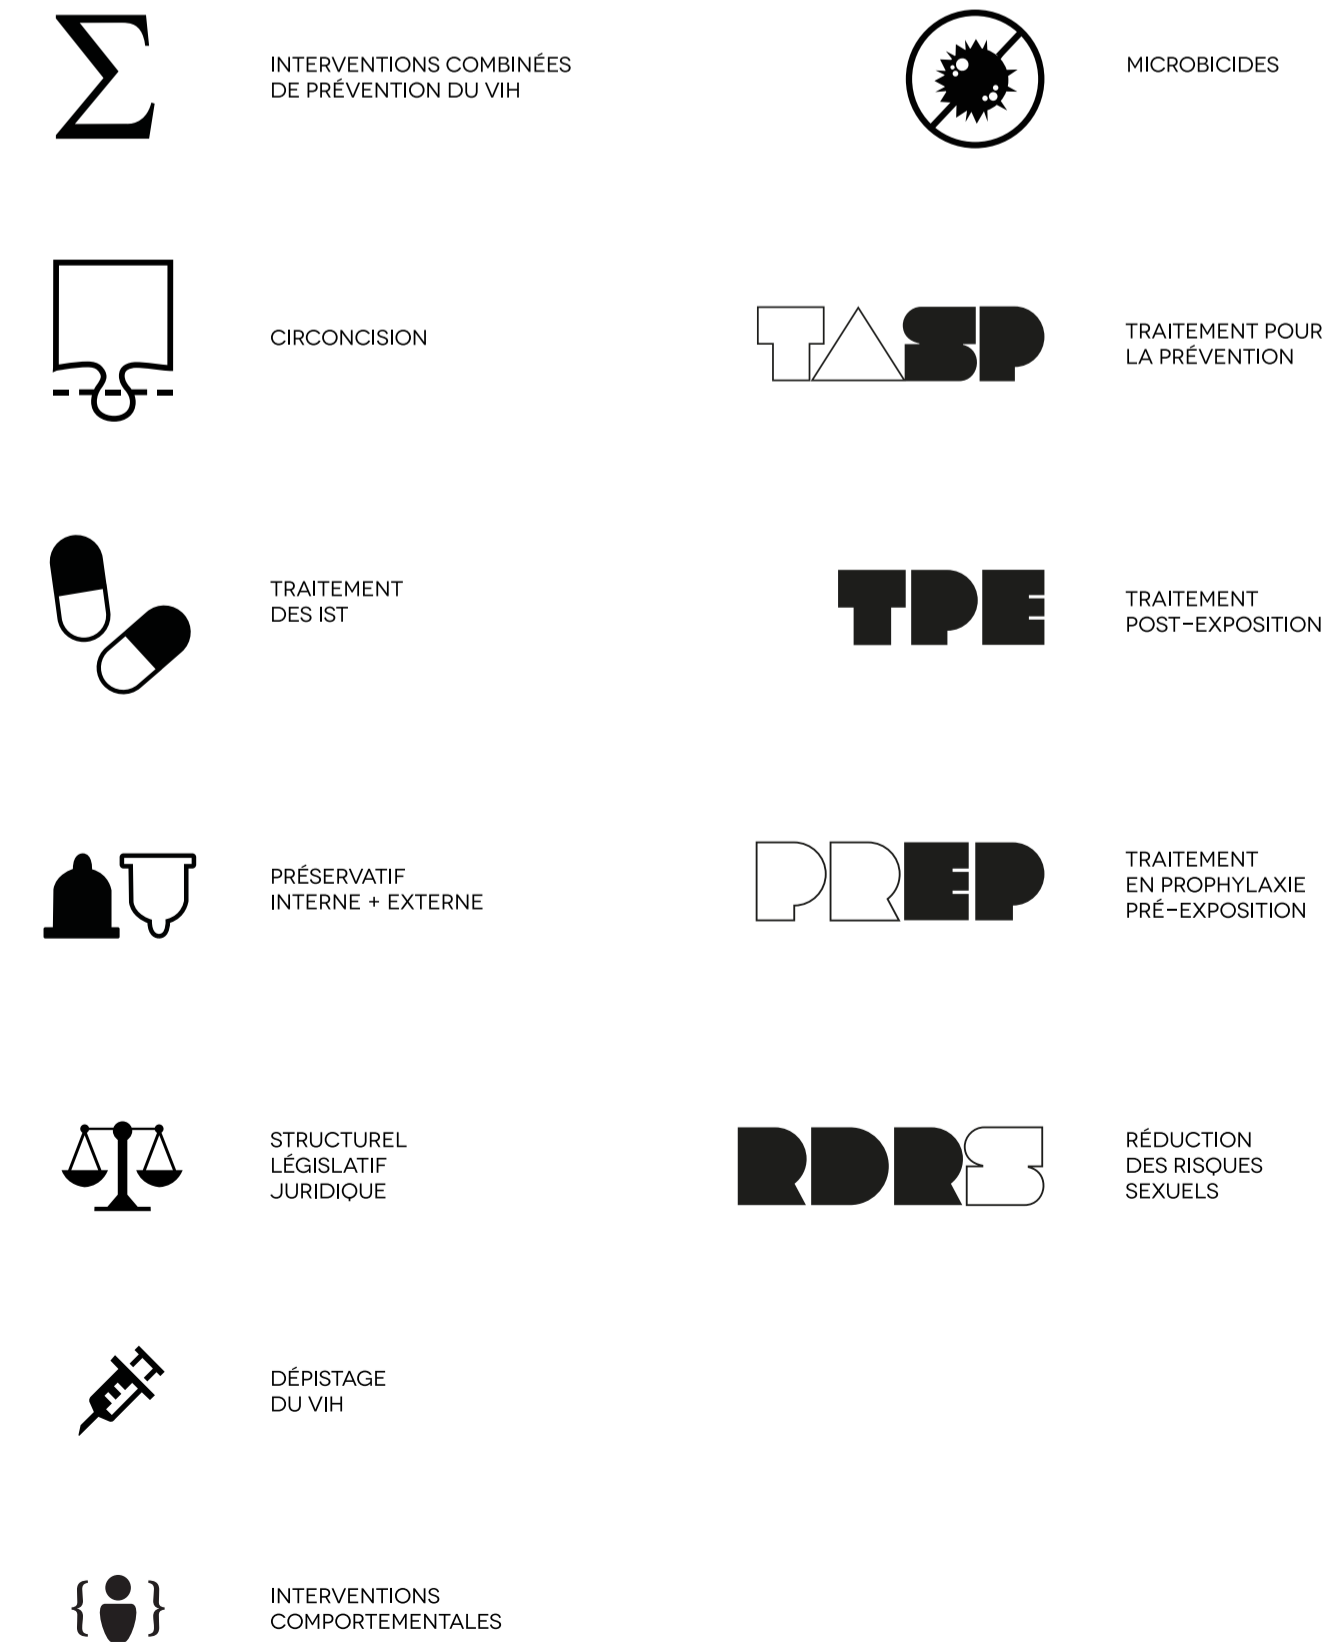 Σ
INTERVENTIONS COMBINÉES
DE PRÉVENTION DU VIH
CIRCONCISION
TRAITEMENT
DES IST
PRÉSERVATIF
INTERNE + EXTERNE
STRUCTUREL
LÉGISLATIF
JURIDIQUE
DÉPISTAGE
DU VIH
{ }
INTERVENTIONS
COMPORTEMENTALES
MICROBICIDES
TASP
TRAITEMENT POUR
LA PRÉVENTION
TPE
TRAITEMENT
POST-EXPOSITION
PREP
TRAITEMENT
EN PROPHYLAXIE
PRÉ-EXPOSITION
RDRS
RÉDUCTION
DES RISQUES
SEXUELS